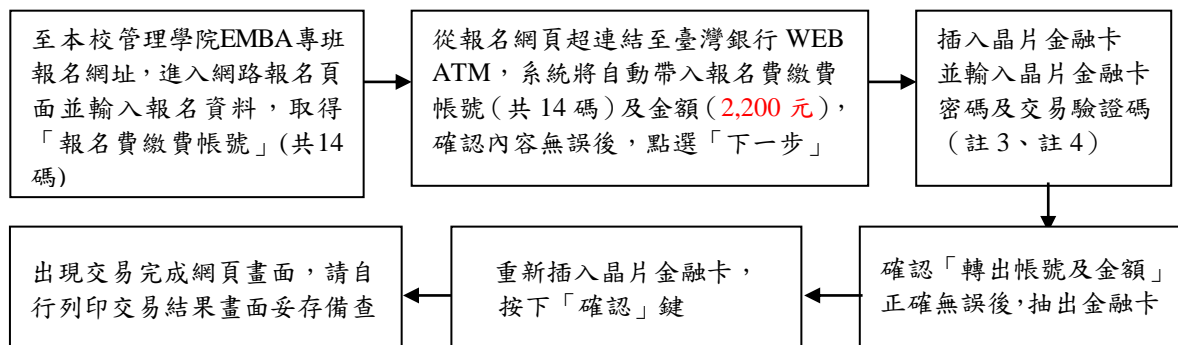 至本校管理學院EMBA專班
報名網址，進入網路報名頁
面並輸入報名資料，取得
「報名費繳費帳號」(共14
碼)
從報名網頁超連結至臺灣銀行 WEB
ATM，系統將自動帶入報名費繳費
帳號（共 14 碼）及金額（2,200 元），
確認內容無誤後，點選「下一步」
插入晶片金融卡
並輸入晶片金融卡
密碼及交易驗證碼
（註 3、註 4）
確認「轉出帳號及金額」
正確無誤後，抽出金融卡
重新插入晶片金融卡，
按下「確認」鍵
出現交易完成網頁畫面，請自
行列印交易結果畫面妥存備查